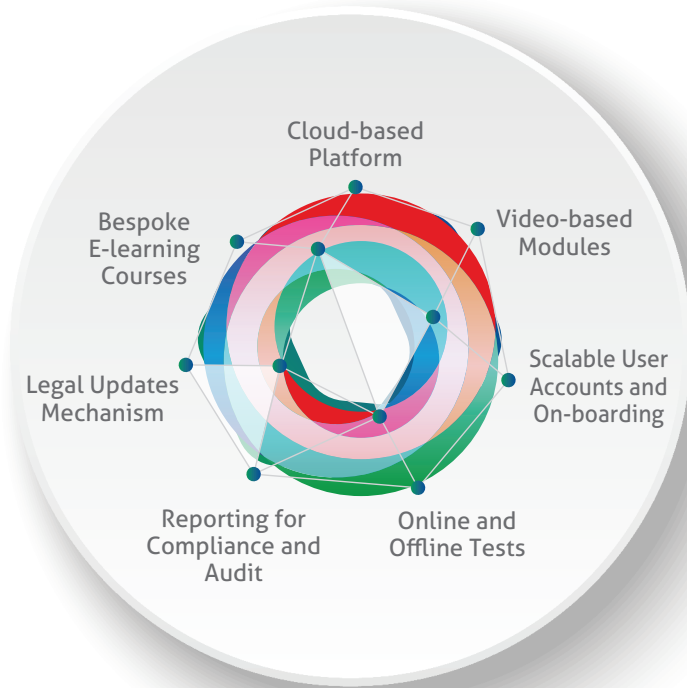 Cloud-based
Platform
Video-based
Modules
Scalable User
Accounts and
On-boarding
Online and
Offline Tests
Reporting for
Compliance and
Audit
Legal Updates
Mechanism
Bespoke
E-learning
Courses